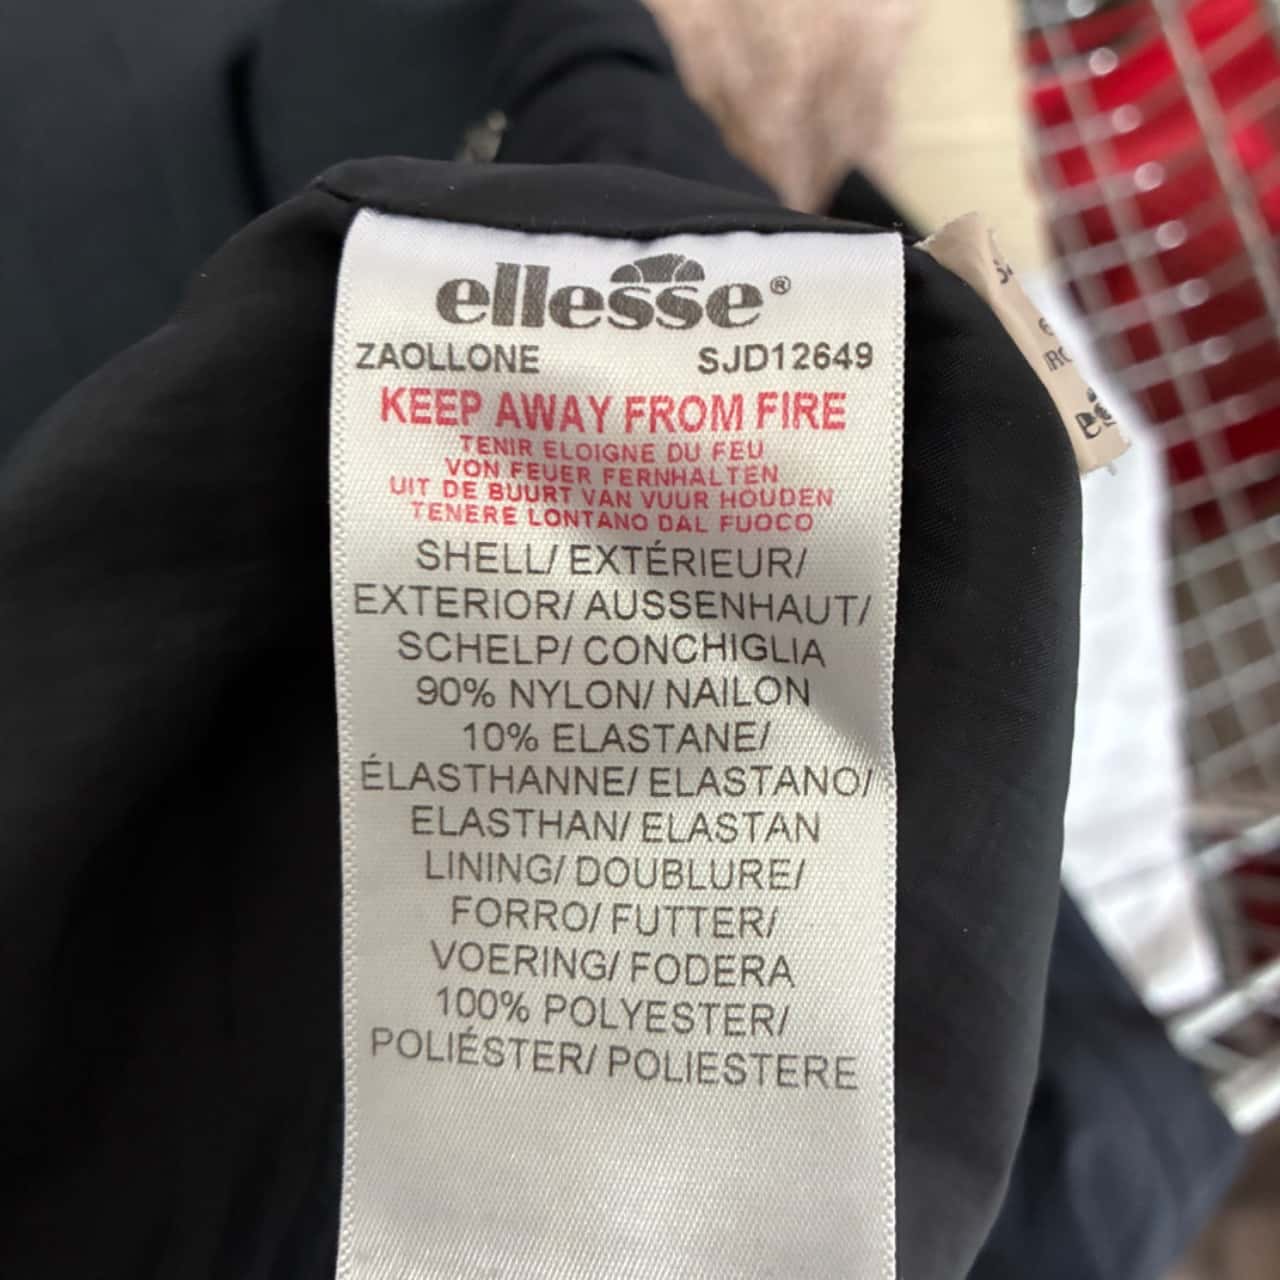 ellesse®
ZAOLLONE SJD12649
KEEP AWAY FROM FIRE
TENIR ELOIGNE DU FEU
VON FEUER FERNHALTEN
UIT DE BUURT VAN VUUR HOUDEN
TENERE LONTANO DAL FUOCO
SHELL/ EXTÉRIEUR/
EXTERIOR/ AUSSENHAUT/
SCHELP/ CONCHIGLIA
90% NYLON/ NAILON
10% ELASTANE/
ÉLASTHANNE/ ELASTANO/
ELASTHAN/ ELASTAN
LINING/ DOUBLURE/
FORRO/ FUTTER/
VOERING/ FODERA
100% POLYESTER/
POLIÉSTER/ POLIESTERE